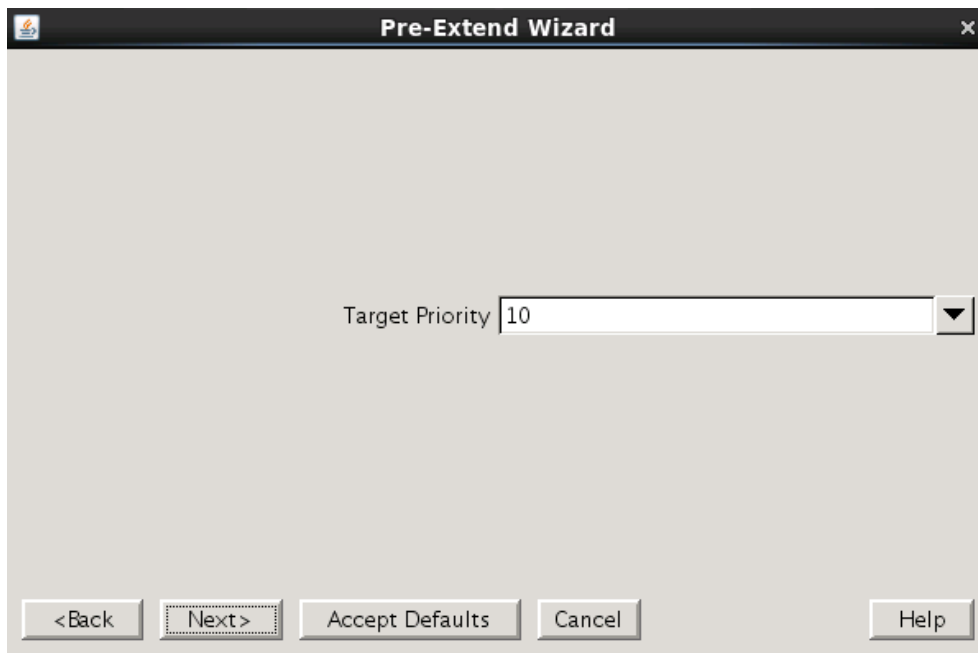 Pre-Extend Wizard
Target Priority 10
<Back Next> Accept Defaults Cancel Help